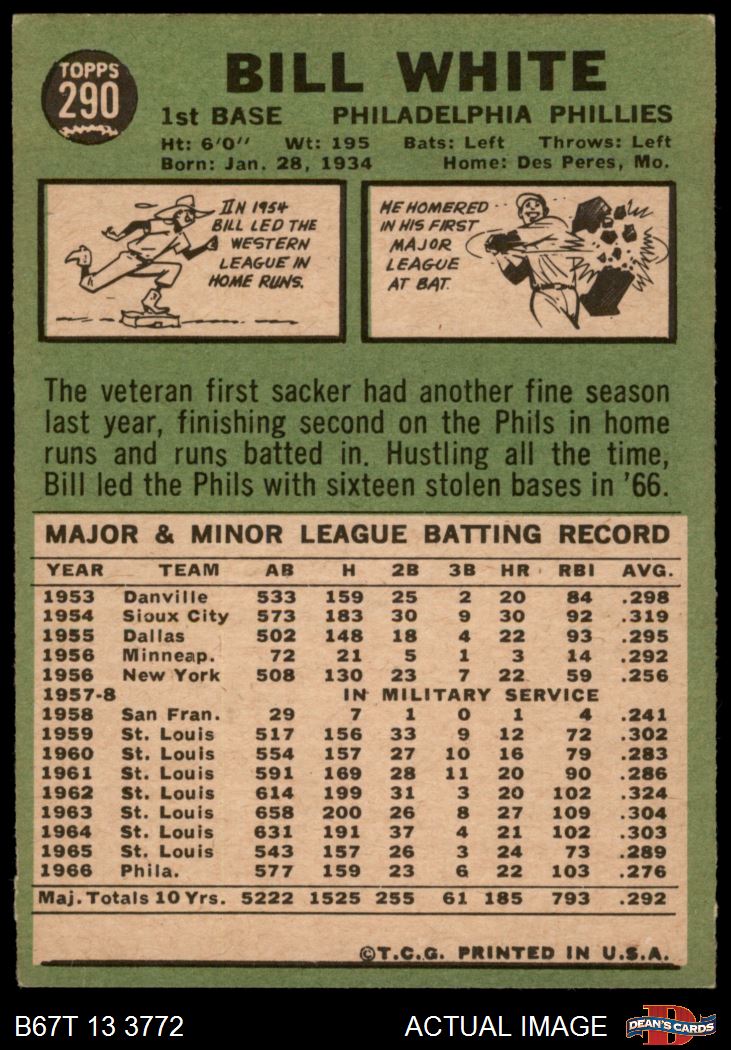 TOPPS
290
BILL WHITE
1st BASE PHILADELPHIA PHILLIES
Ht: 6'0" Wt: 195 Bats: Left Throws: Left
Born: Jan. 28, 1934 Home: Des Peres, Mo.
IN 1954
BILL LED THE
WESTERN
LEAGUE IN
HOME RUNS.
HE HOMERED
IN HIS FIRST
MAJOR
LEAGUE
AT BAT.
The veteran first sacker had another fine season
last year, finishing second on the Phils in home
runs and runs batted in. Hustling all the time,
Bill led the Phils with sixteen stolen bases in '66.
MAJOR & MINOR LEAGUE BATTING RECORD
YEAR TEAM AB H 2B 3B HR RBI AVG.
1953 Danville 533 159 25 2 20 84 .298
1954 Sioux City 573 183 30 9 30 92 .319
1955 Dallas 502 148 18 4 22 93 .295
1956 Minneap. 72 21 5 1 3 14 .292
1956 New York 508 130 23 7 22 59 .256
1957-8 IN MILITARY SERVICE
1958 San Fran. 29 7 1 0 1 4 .241
1959 St. Louis 517 156 33 9 12 72 .302
1960 St. Louis 554 157 27 10 16 79 .283
1961 St. Louis 591 169 28 11 20 90 .286
1962 St. Louis 614 199 31 3 20 102 .324
1963 St. Louis 658 200 26 8 27 109 .304
1964 St. Louis 631 191 37 4 21 102 .303
1965 St. Louis 543 157 26 3 24 73 .289
1966 Phila. 577 159 23 6 22 103 .276
Maj. Totals 10 Yrs. 5222 1525 255 61 185 793 .292
©T.C.G. PRINTED IN U.S.A.
B67T 13 3772 ACTUAL IMAGE
D
DEAN'S CARDS